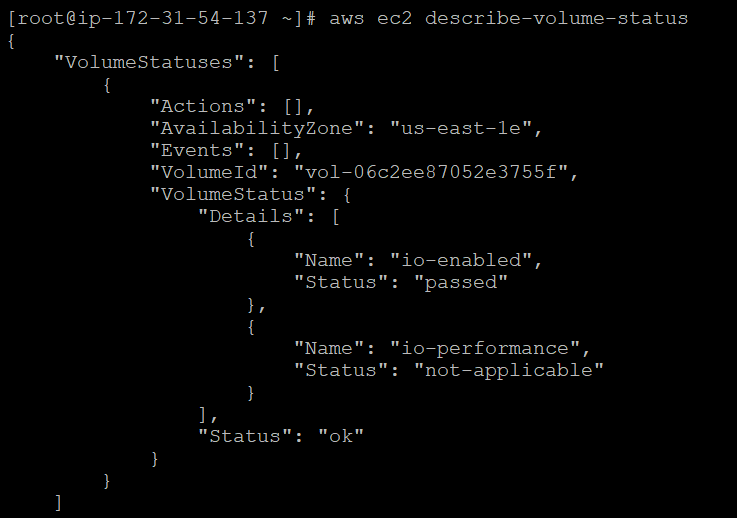 [root@ip-172-31-54-137 ~]# aws ec2 describe-volume-status
{
    "VolumeStatuses": [
        {
            "Actions": [],
            "AvailabilityZone": "us-east-1e",
            "Events": [],
            "VolumeId": "vol-06c2ee87052e3755f",
            "VolumeStatus": {
                "Details": [
                    {
                        "Name": "io-enabled",
                        "Status": "passed"
                    },
                    {
                        "Name": "io-performance",
                        "Status": "not-applicable"
                    }
                ],
                "Status": "ok"
            }
        }
    ]